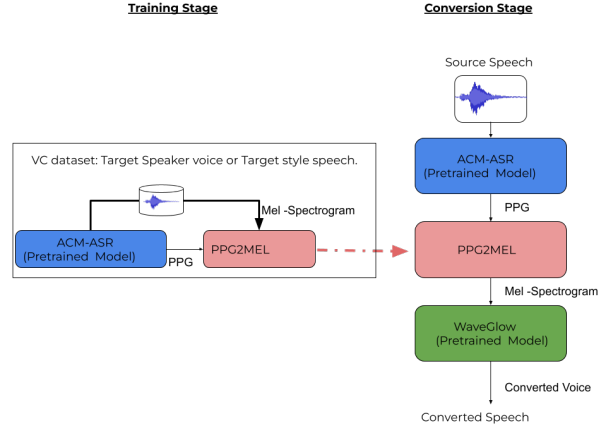 Training Stage
Conversion Stage
Source Speech
ACM-ASR
(Pretrained Model)
PPG
VC dataset: Target Speaker voice or Target style speech.
Mel -Spectrogram
ACM-ASR
(Pretrained Model)
PPG
PPG2MEL
PPG2MEL
Mel -Spectrogram
WaveGlow
(Pretrained Model)
Converted Voice
Converted Speech